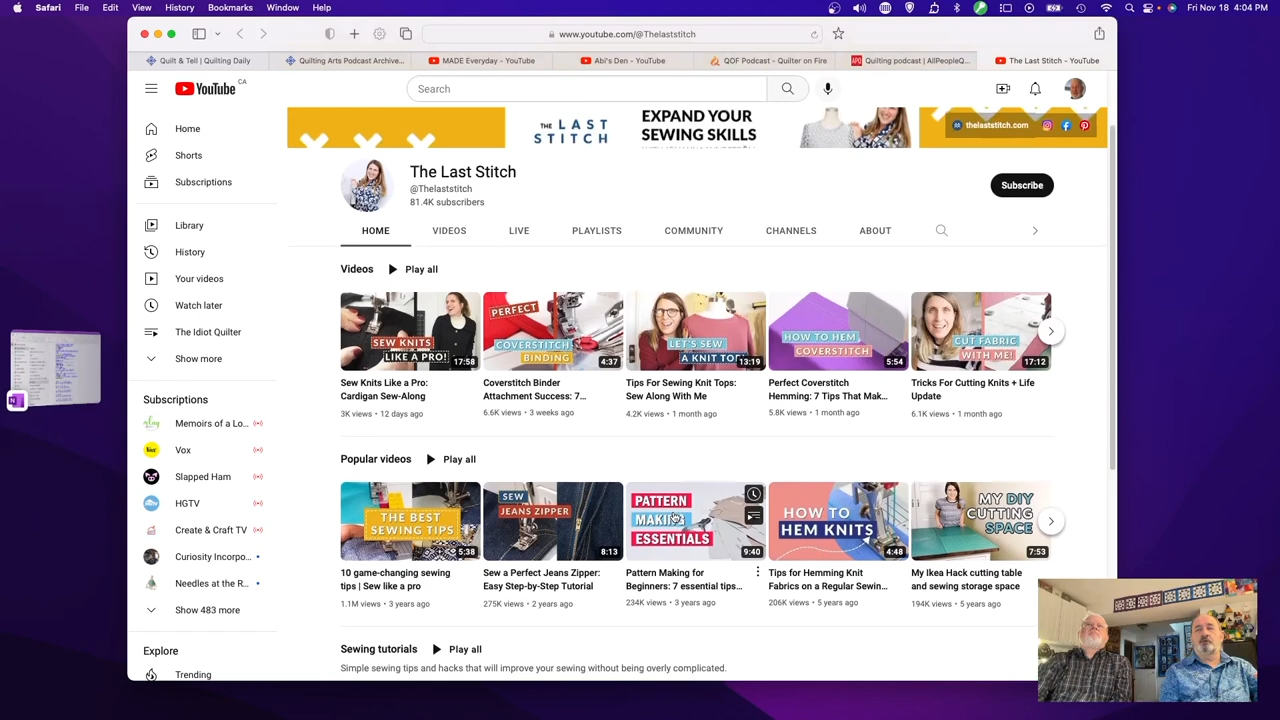 Safari File Edit View History Bookmarks Develop Window Help
Fri Nov 18 4:04 PM
www.youtube.com/@Thelaststitch
Quilt & Tell | Quilting Daily
Quilting Arts Podcast Archive...
MADE Everyday - YouTube
Abi's Den - YouTube
QOF Podcast - Quilter on Fire
APQ Quilting podcast | AllPeopleQ...
The Last Stitch - YouTube
YouTube CA
Search
THE LAST STITCH
EXPAND YOUR
SEWING SKILLS
thelaststitch.com
Home
Shorts
Subscriptions
Library
History
Your videos
Watch later
The Idiot Quilter
Show more
Subscriptions
Memoirs of a Lo...
Vox
Slapped Ham
HGTV
Create & Craft TV
Curiosity Incorpo...
Needles at the R...
Show 483 more
Explore
Trending
The Last Stitch
@Thelaststitch
81.4K subscribers
Subscribe
HOME VIDEOS LIVE PLAYLISTS COMMUNITY CHANNELS ABOUT
Videos Play all
SEW KNITS
LIKE A PRO!
17:58
Sew Knits Like a Pro:
Cardigan Sew-Along
3K views • 12 days ago
PERFECT
COVERSTITCH
BINDING
4:37
Coverstitch Binder
Attachment Success: 7...
6.6K views • 3 weeks ago
LET'S SEW
A KNIT TOP!
13:19
Tips For Sewing Knit Tops:
Sew Along With Me
4.2K views • 1 month ago
HOW TO HEM
COVERSTITCH
5:54
Perfect Coverstitch
Hemming: 7 Tips That Mak...
5.8K views • 1 month ago
CUT FABRIC
WITH ME!
17:12
Tricks For Cutting Knits + Life
Update
6.1K views • 1 month ago
Popular videos Play all
THE BEST
SEWING TIPS
5:38
10 game-changing sewing
tips | Sew like a pro
1.1M views • 3 years ago
SEW
JEANS ZIPPER
8:13
Sew a Perfect Jeans Zipper:
Easy Step-by-Step Tutorial
275K views • 2 years ago
PATTERN
MAKING
ESSENTIALS
9:40
Pattern Making for
Beginners: 7 essential tips...
234K views • 3 years ago
HOW TO
HEM KNITS
4:48
Tips for Hemming Knit
Fabrics on a Regular Sewin...
206K views • 5 years ago
MY DIY
CUTTING
SPACE
7:53
My Ikea Hack cutting table
and sewing storage space
194K views • 5 years ago
Sewing tutorials Play all
Simple sewing tips and hacks that will improve your sewing without being overly complicated.